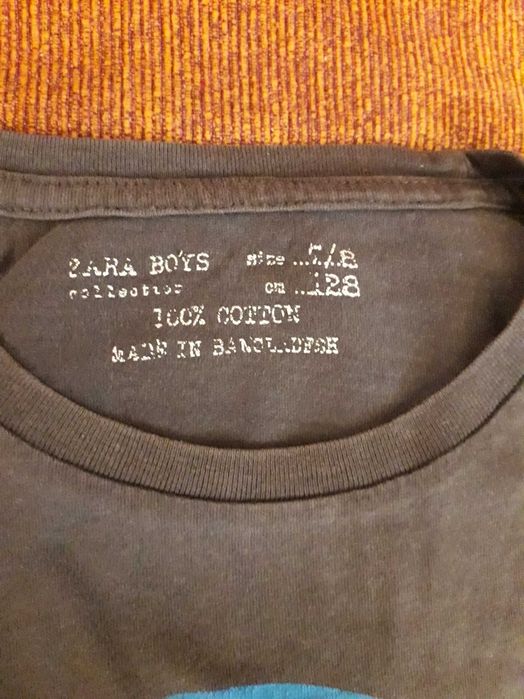 ZARA BOYS size ...7/8
collection cm ...128
100% COTTON
MADE IN BANGLADESH